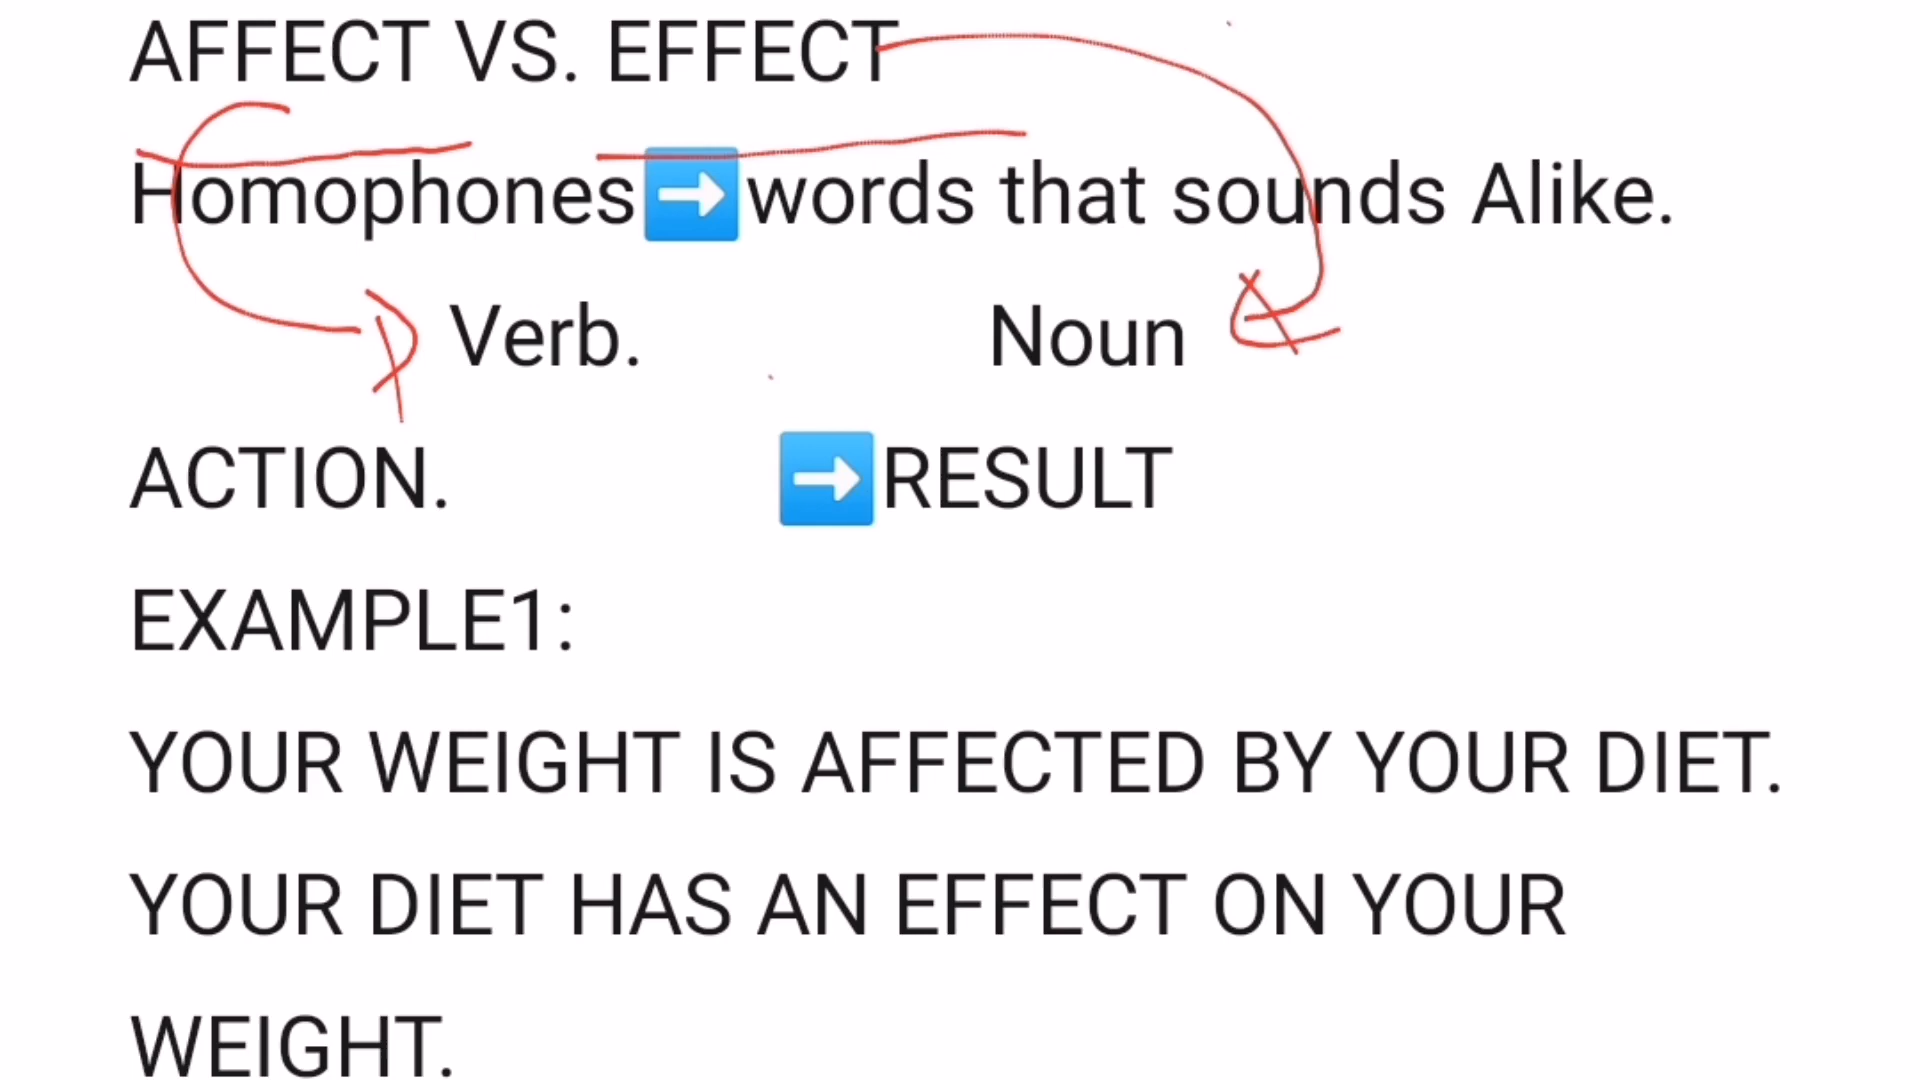 AFFECT VS. EFFECT
Homophones➡️words that sounds Alike.
Verb. Noun
ACTION. ➡️RESULT
EXAMPLE1:
YOUR WEIGHT IS AFFECTED BY YOUR DIET.
YOUR DIET HAS AN EFFECT ON YOUR
WEIGHT.